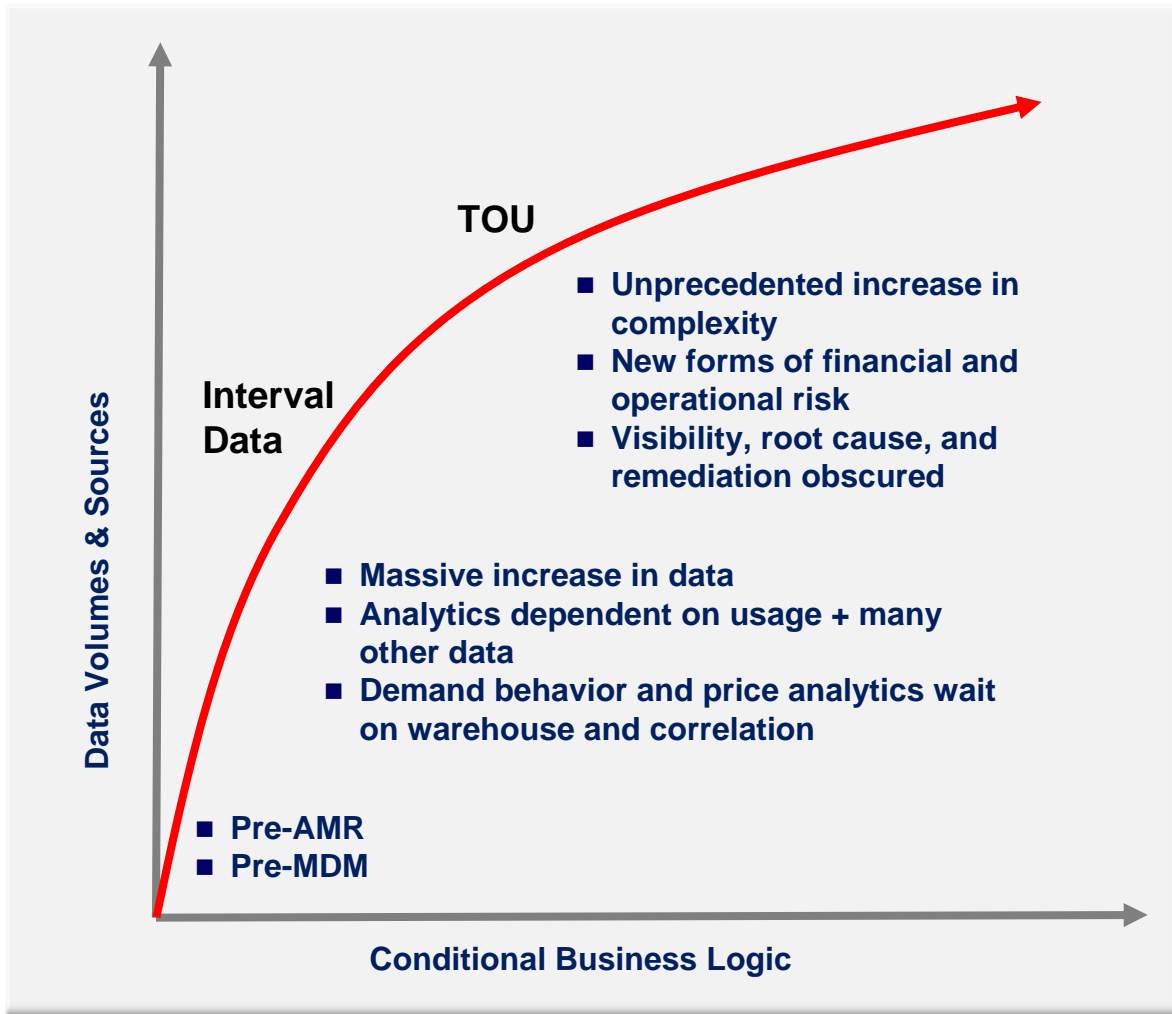 TOU
Unprecedented increase in
complexity
New forms of financial and
operational risk
Visibility, root cause, and
remediation obscured
Interval
Data
Massive increase in data
Analytics dependent on usage + many
other data
Demand behavior and price analytics wait
on warehouse and correlation
Pre-AMR
Pre-MDM
Data Volumes & Sources
Conditional Business Logic